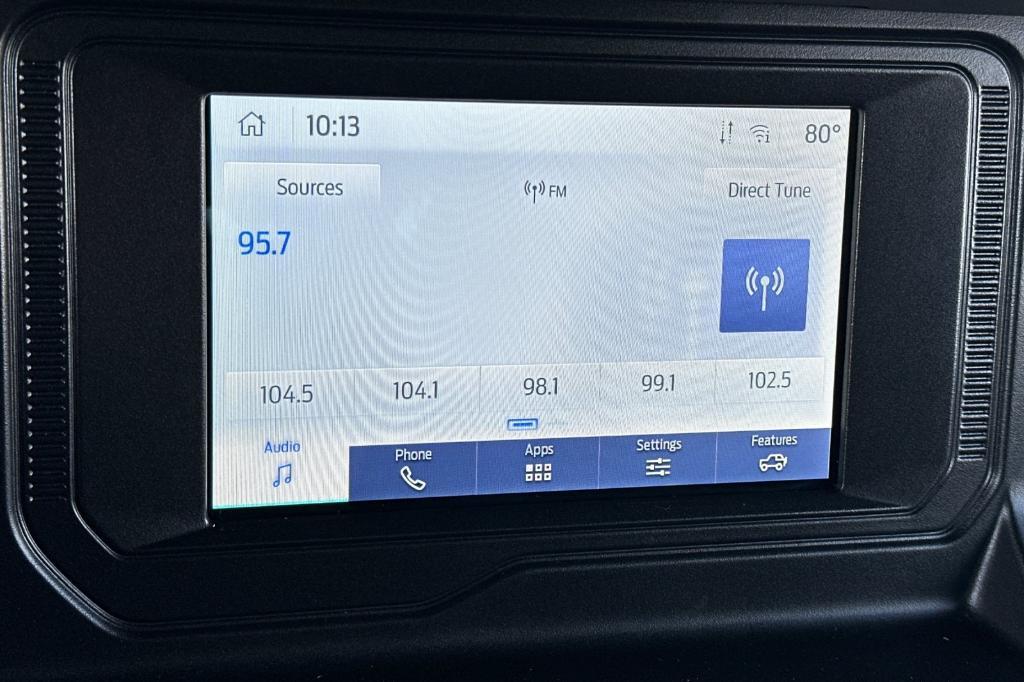 10:13
80°
Sources
FM
Direct Tune
95.7
104.5
104.1
98.1
99.1
102.5
Audio
Phone
Apps
Settings
Features